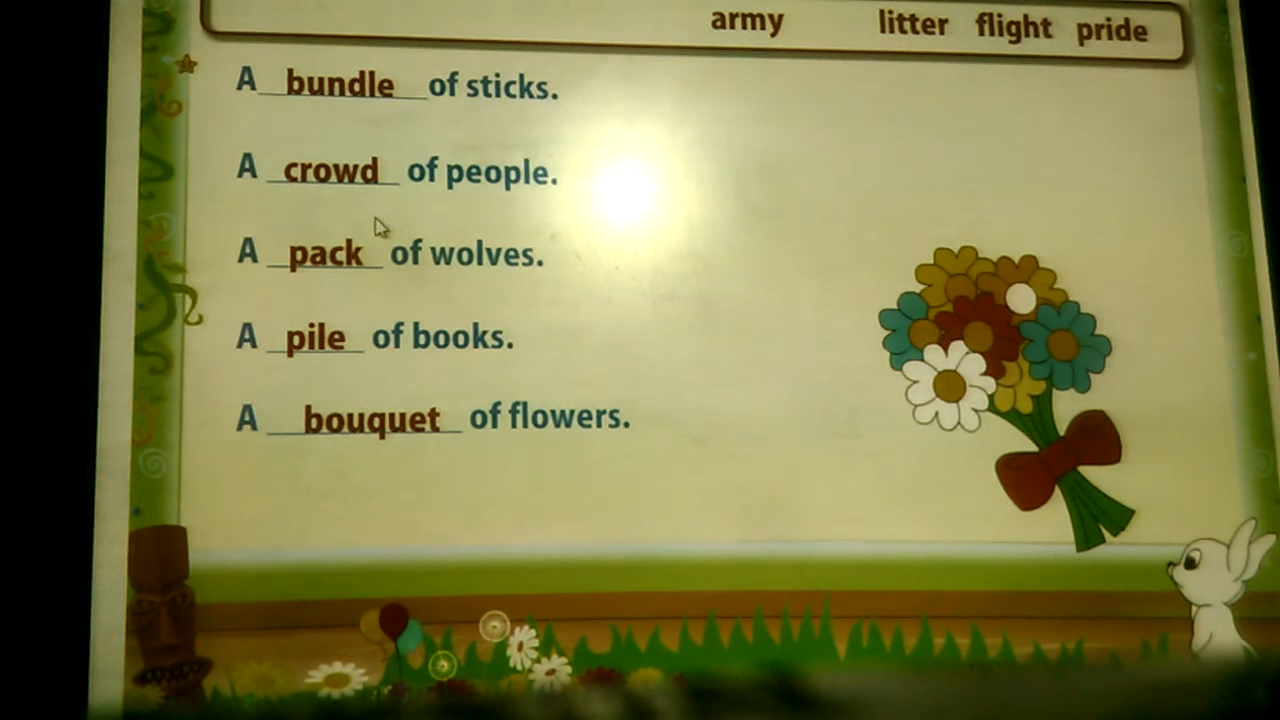 army litter flight pride
A bundle of sticks.
A crowd of people.
A pack of wolves.
A pile of books.
A bouquet of flowers.